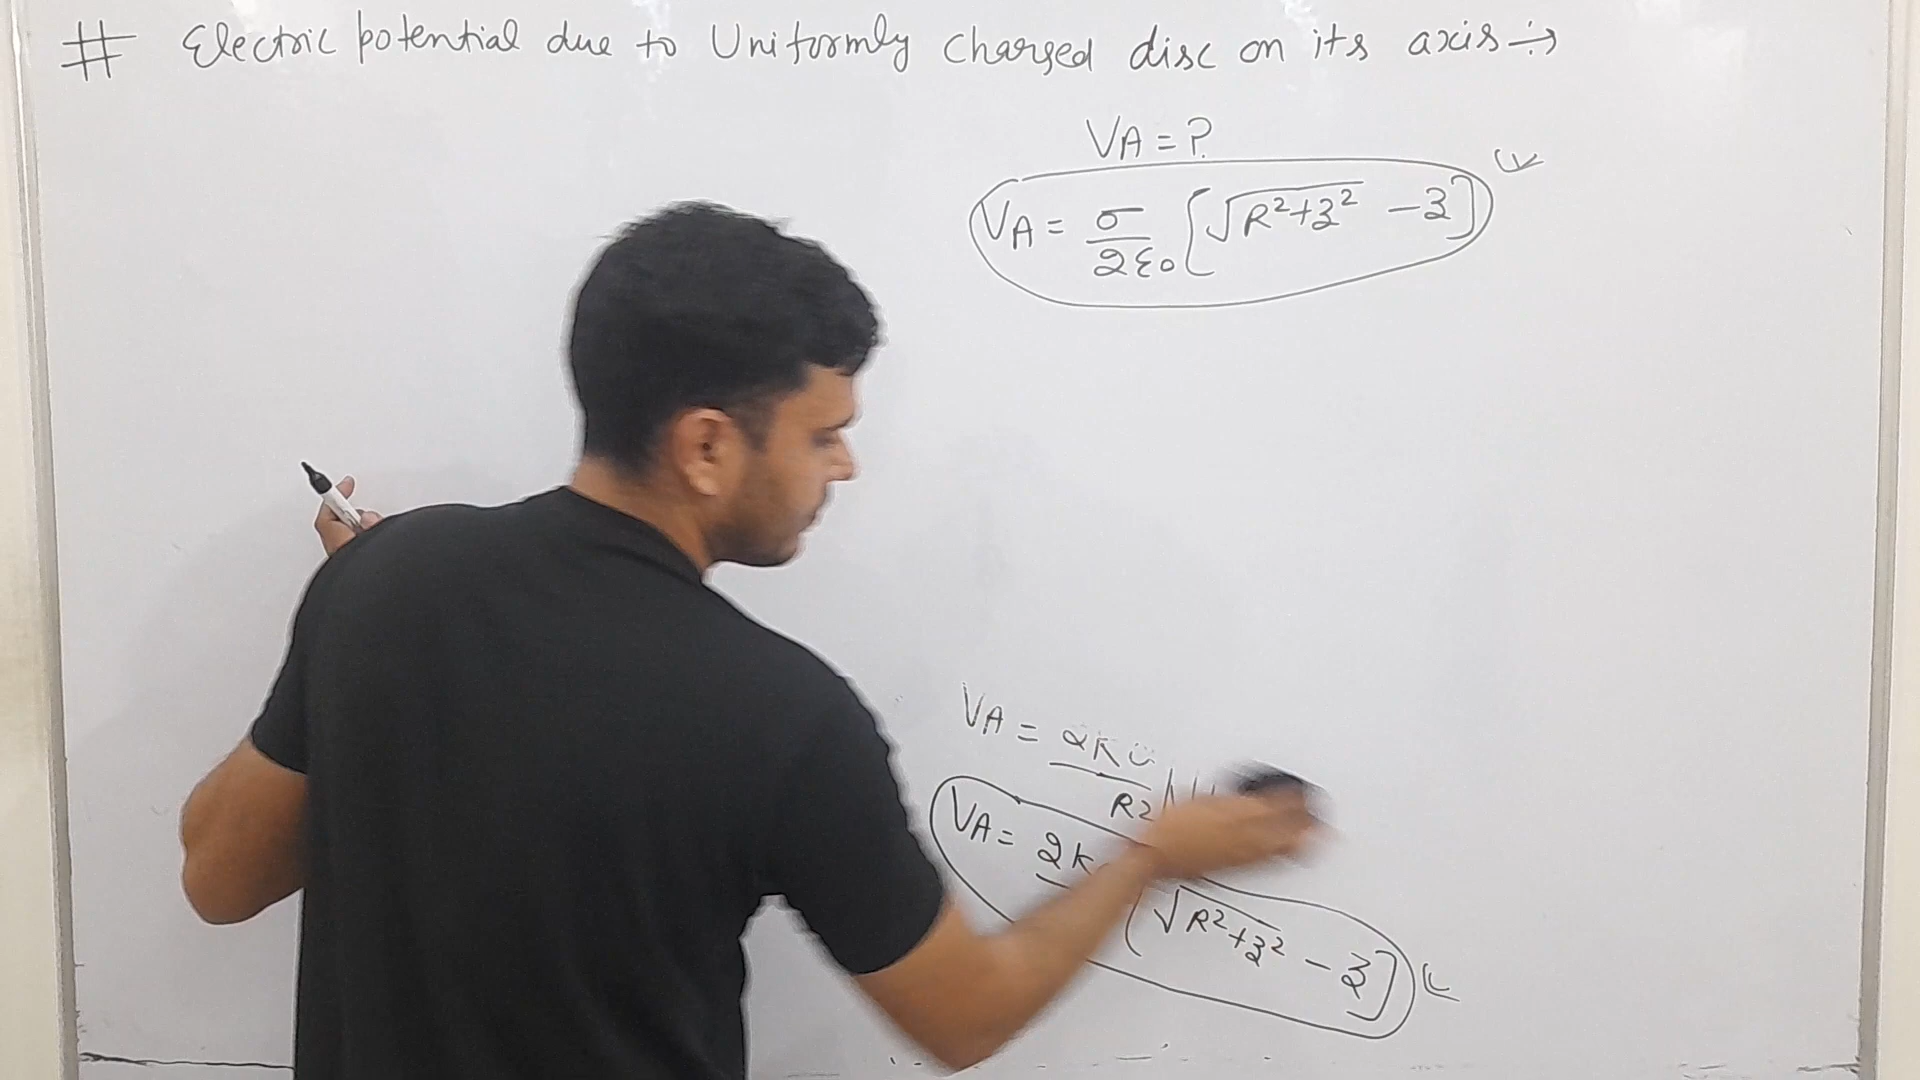 # Electric potential due to Uniformly charged disc on its axis :→
VA = ?
VA = σ/2ε0 [√R²+z² - z]
VA = 2K
R2
VA = 2K [√R²+z² - z]